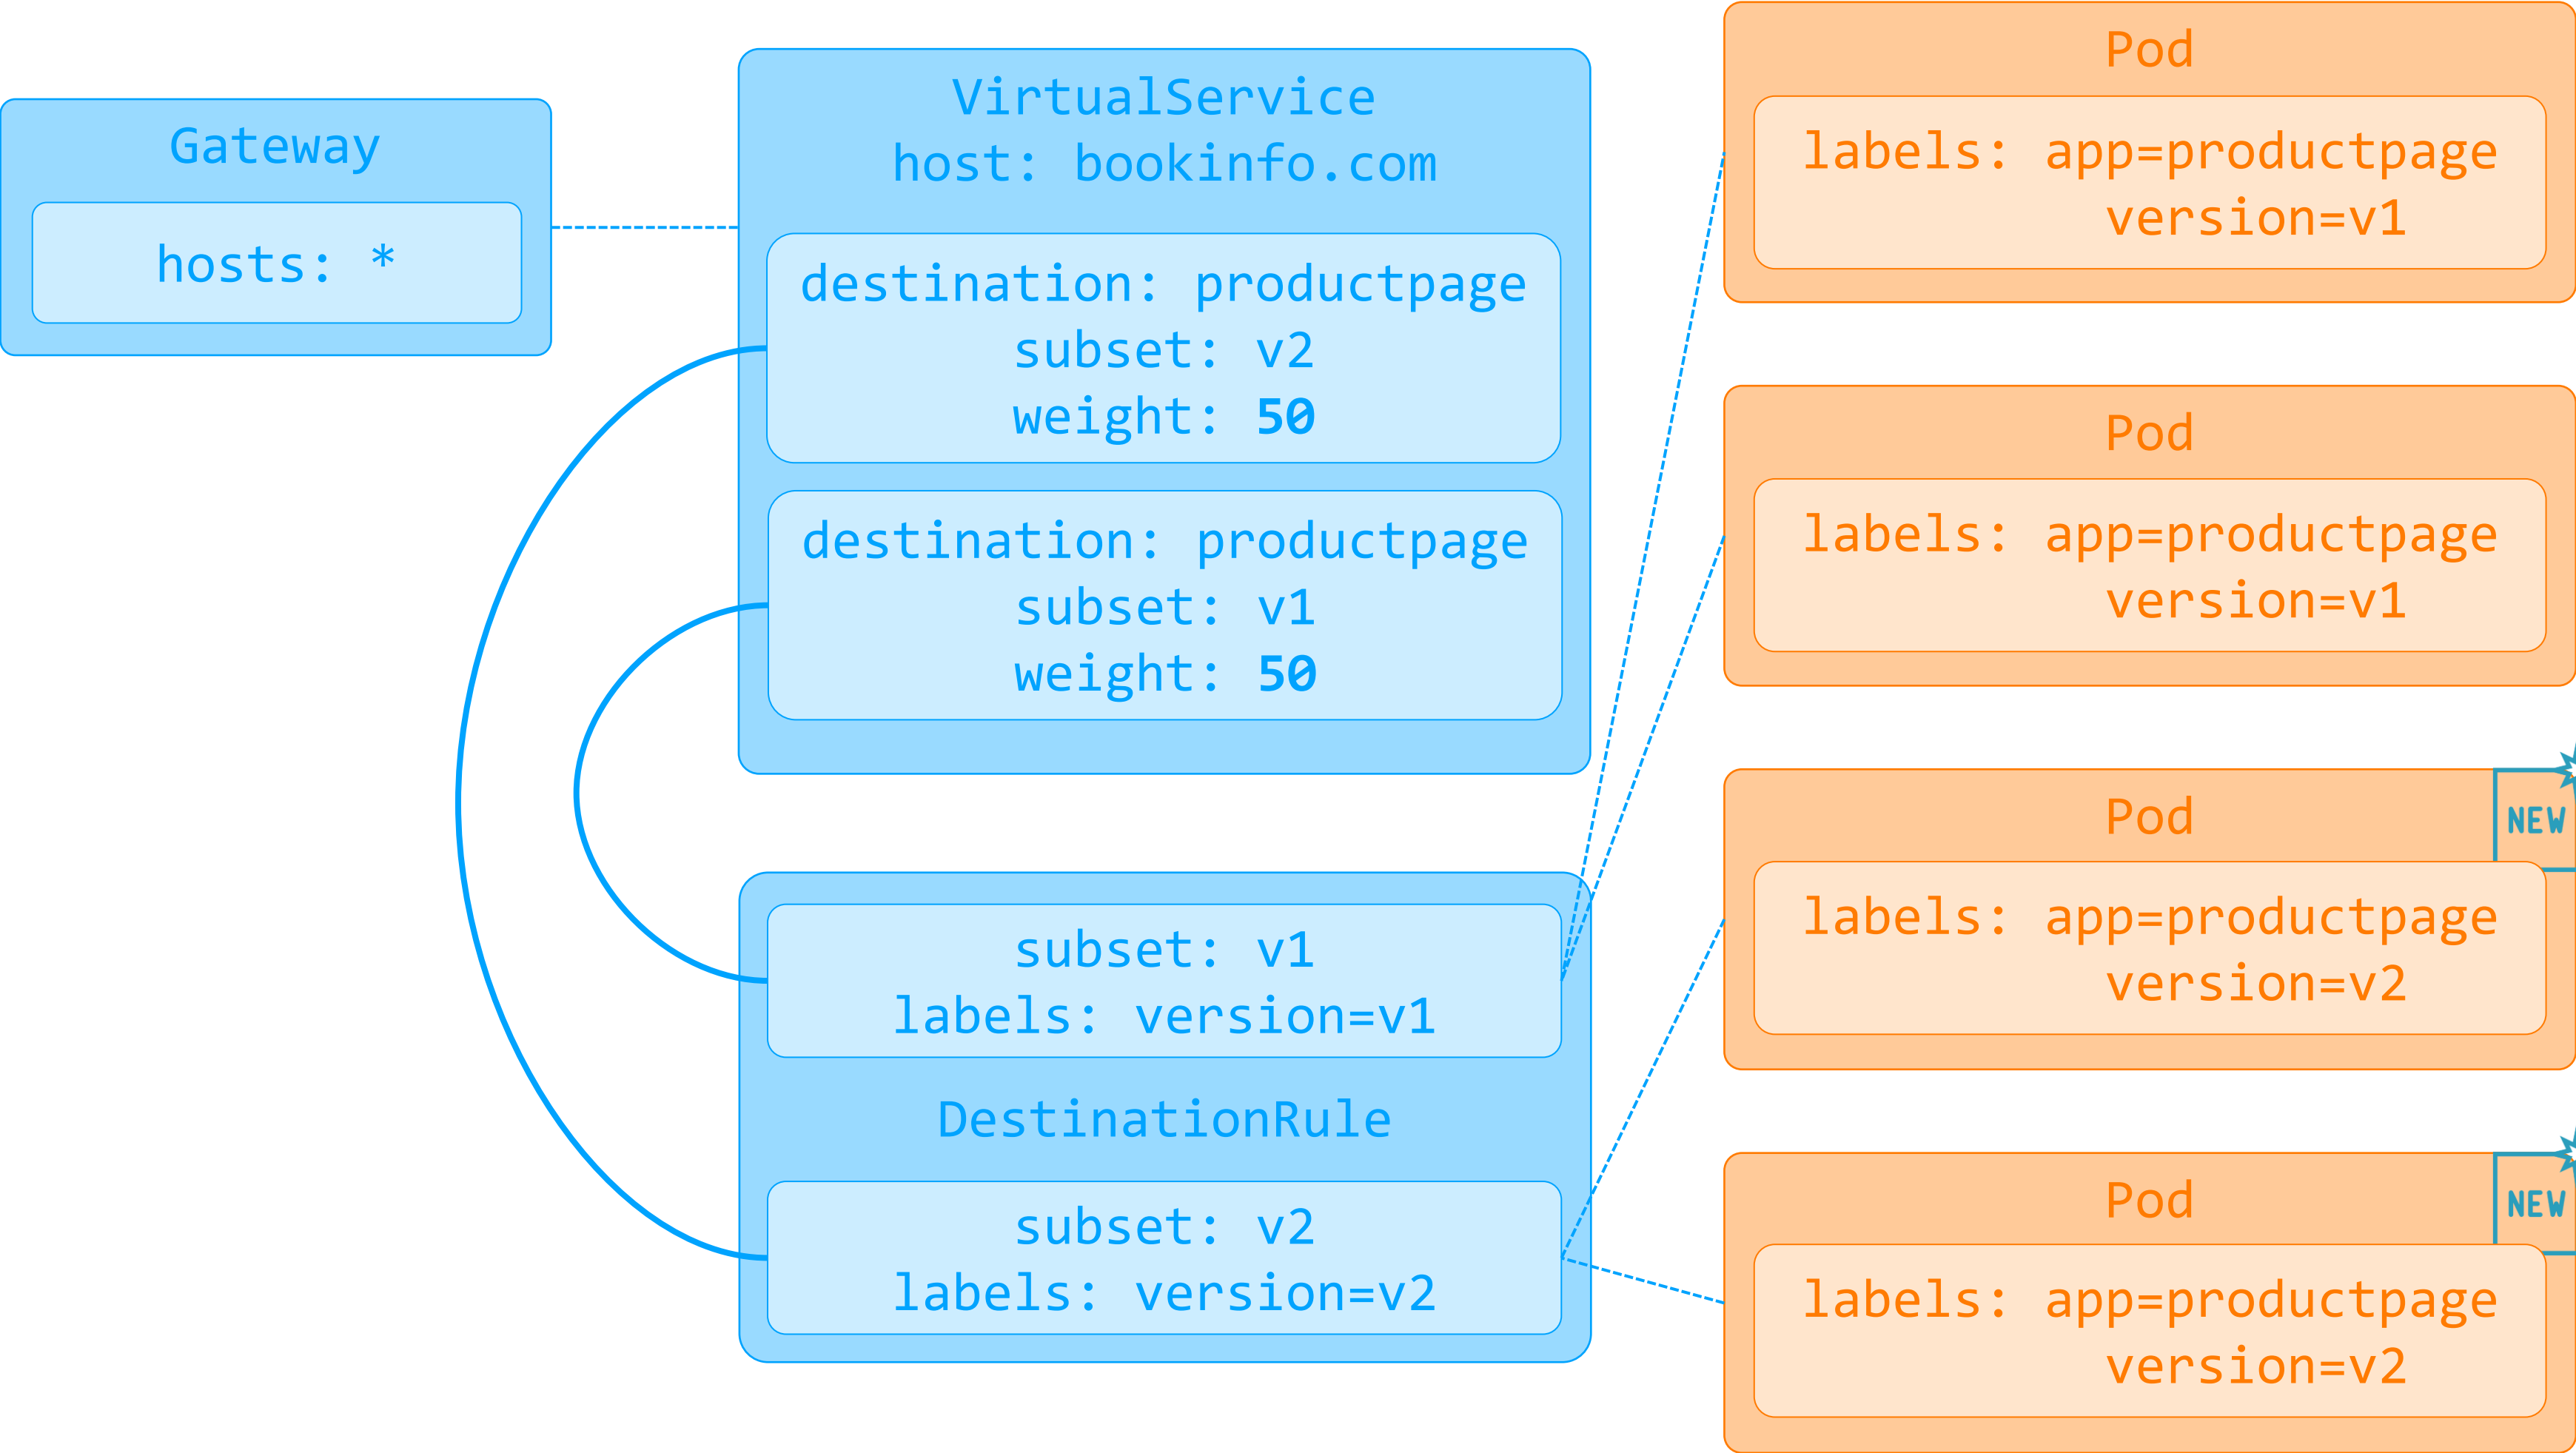 Gateway
hosts: *
VirtualService
host: bookinfo.com
destination: productpage
subset: v2
weight: 50
destination: productpage
subset: v1
weight: 50
subset: v1
labels: version=v1
DestinationRule
subset: v2
labels: version=v2
Pod
labels: app=productpage
version=v1
Pod
labels: app=productpage
version=v1
Pod
NEW
labels: app=productpage
version=v2
Pod
NEW
labels: app=productpage
version=v2